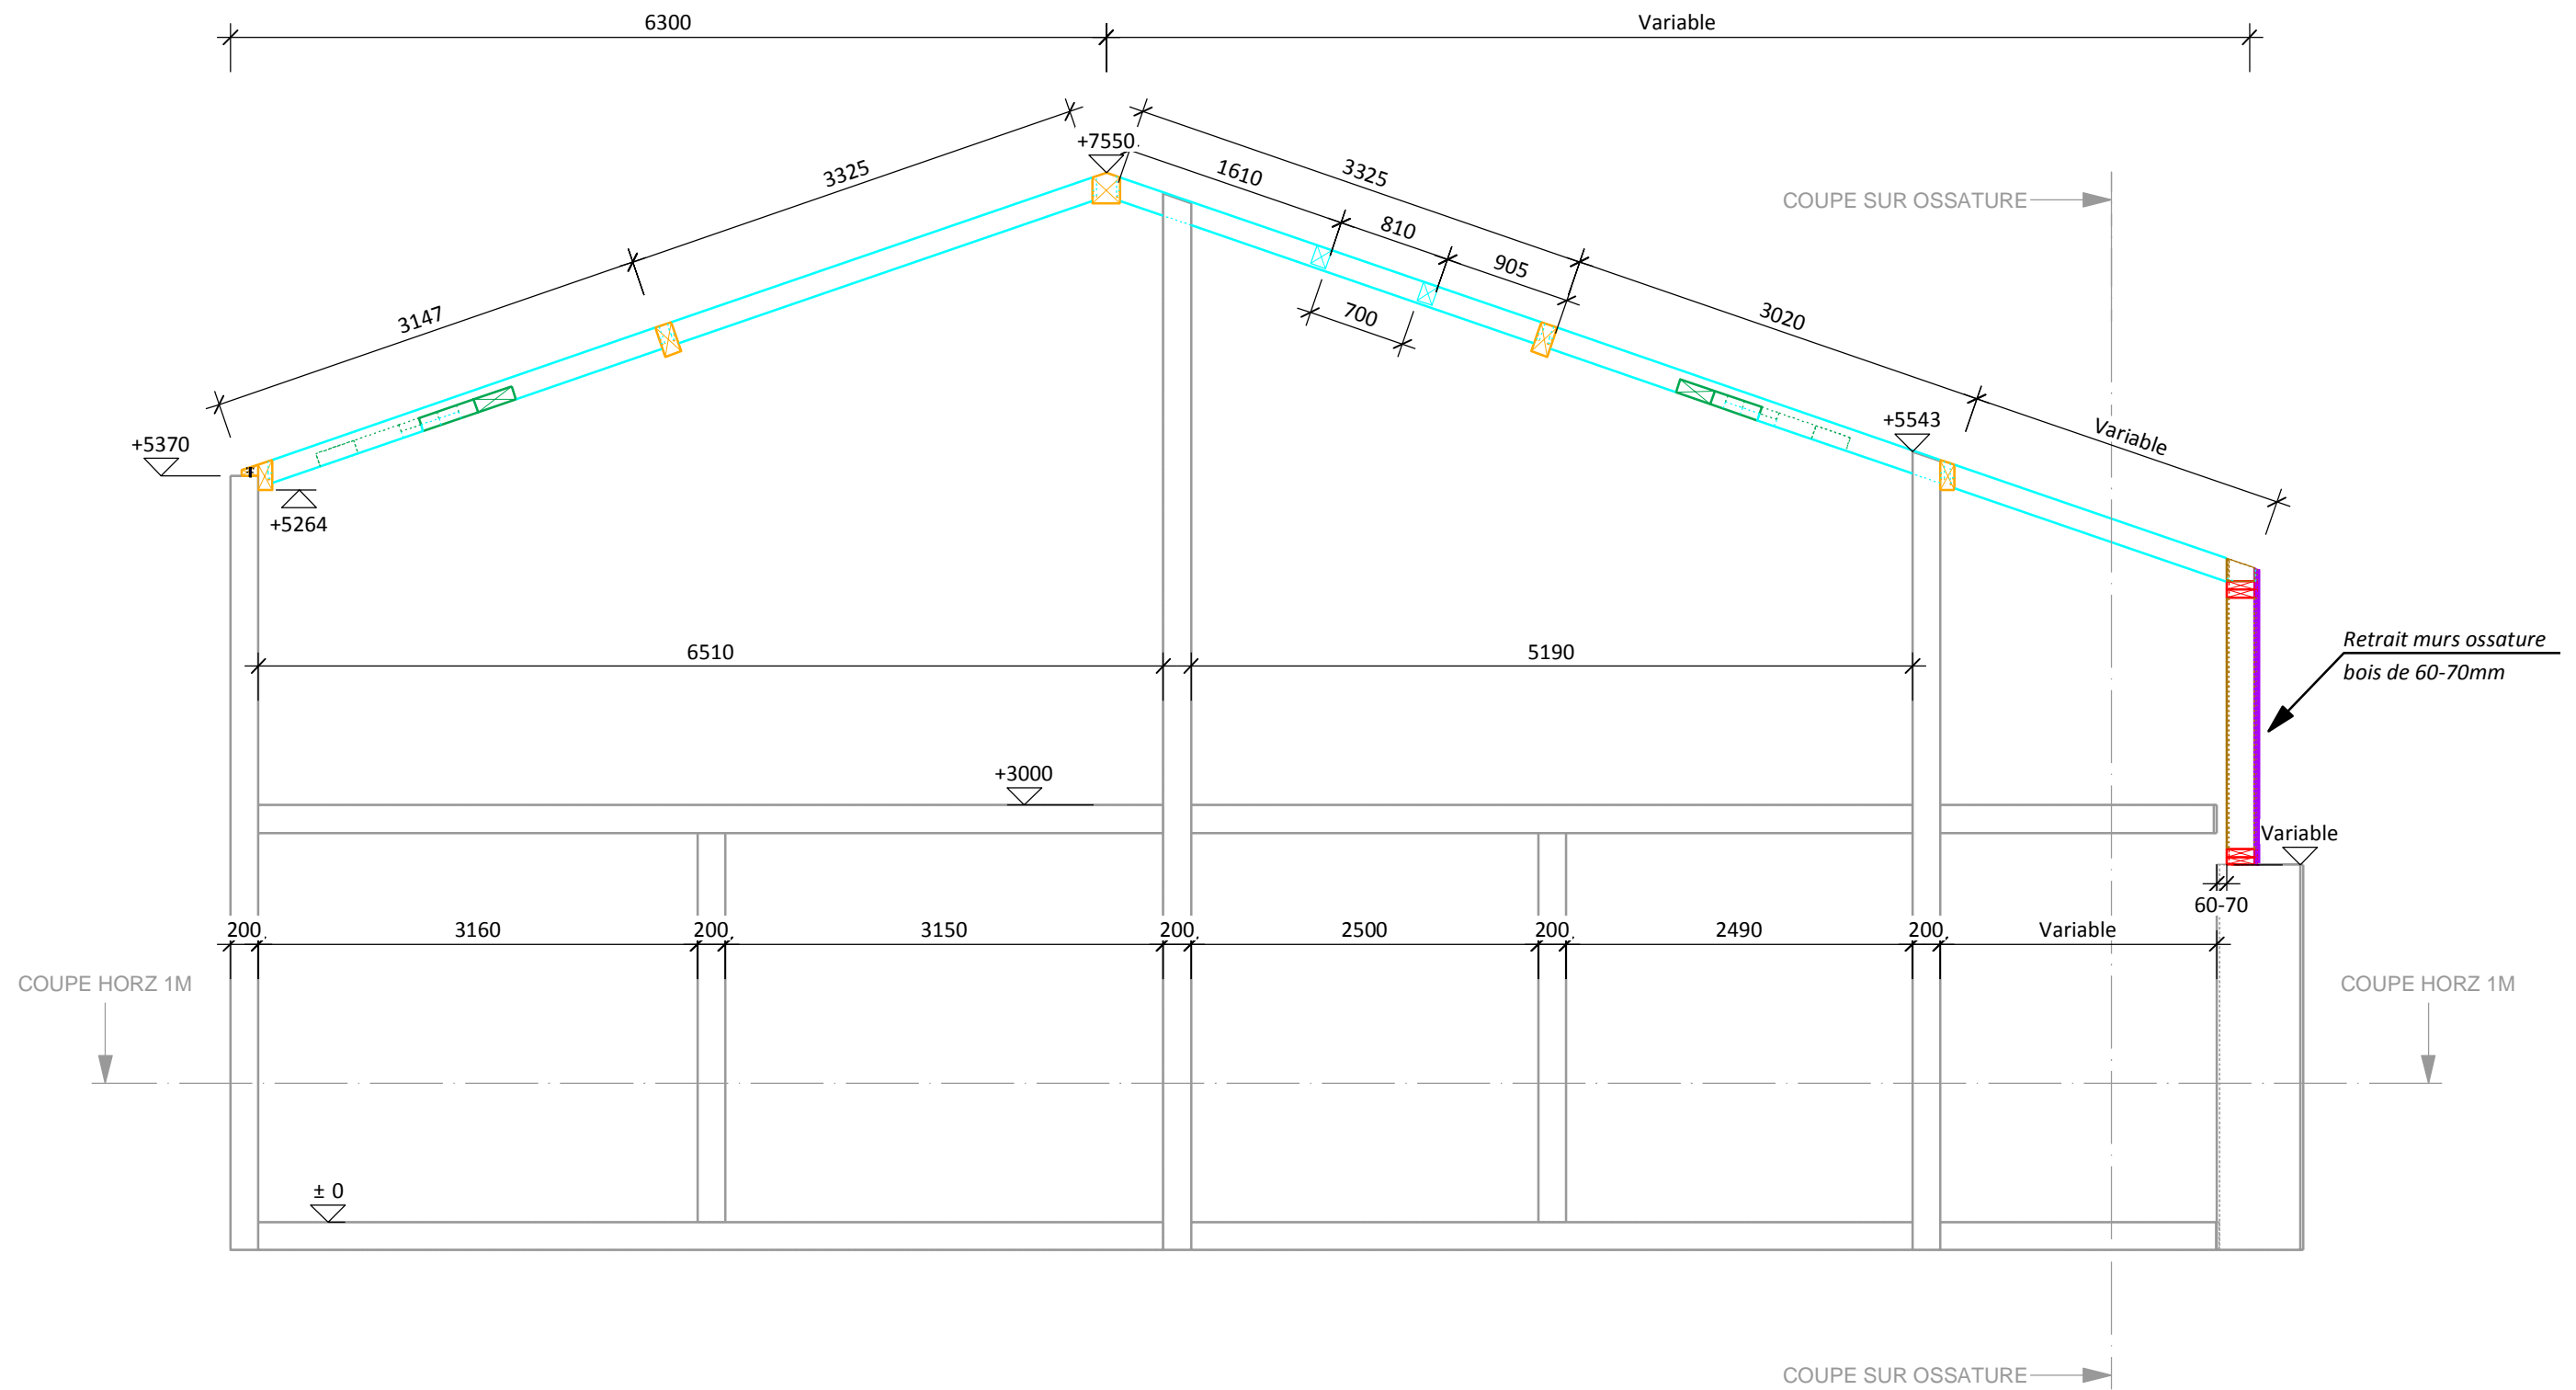 6300
Variable
+7550
3325
3325
1610
810
905
700
3147
3020
Variable
COUPE SUR OSSATURE
+5370
+5264
+5543
6510
5190
Retrait murs ossature
bois de 60-70mm
+3000
Variable
60-70
200
3160
200
3150
200
2500
200
2490
200
Variable
COUPE HORZ 1M
COUPE HORZ 1M
± 0
COUPE SUR OSSATURE